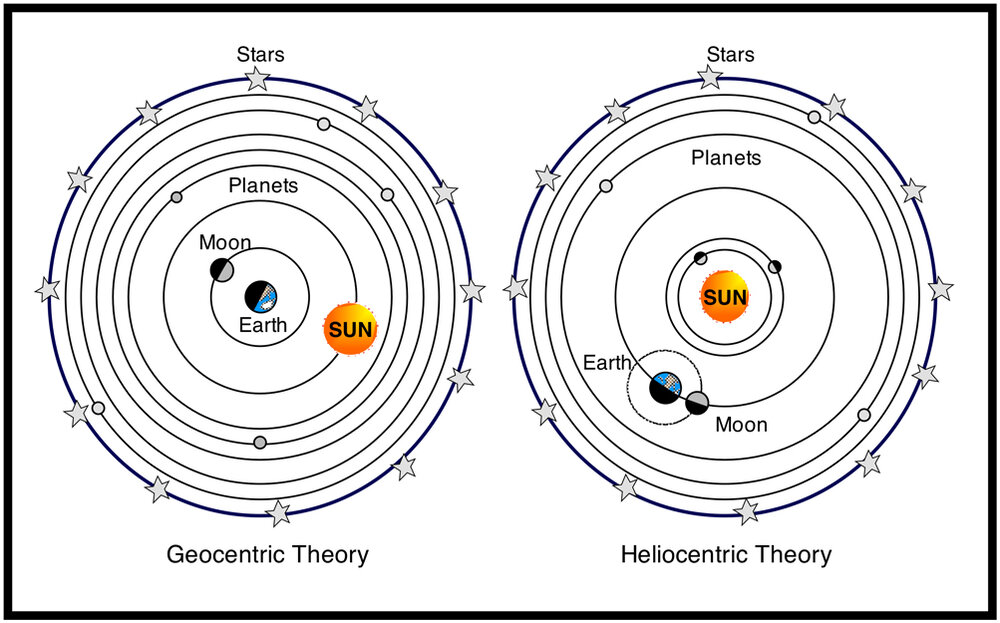 Stars
Planets
Moon
Earth
SUN
Geocentric Theory
Stars
Planets
SUN
Earth
Moon
Heliocentric Theory